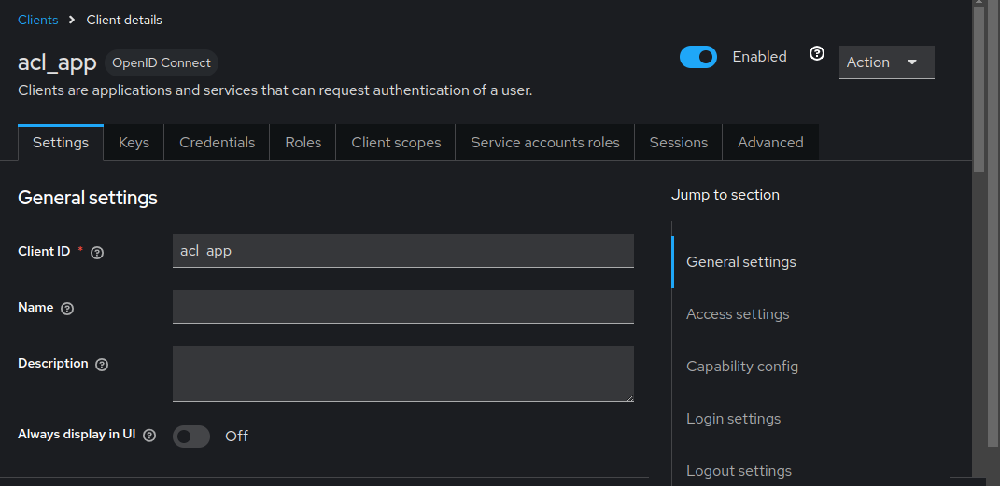 Clients > Client details
acl_app OpenID Connect
Enabled
Action
Clients are applications and services that can request authentication of a user.
Settings Keys Credentials Roles Client scopes Service accounts roles Sessions Advanced
General settings
Client ID * acl_app
Name
Description
Always display in UI Off
Jump to section
General settings
Access settings
Capability config
Login settings
Logout settings